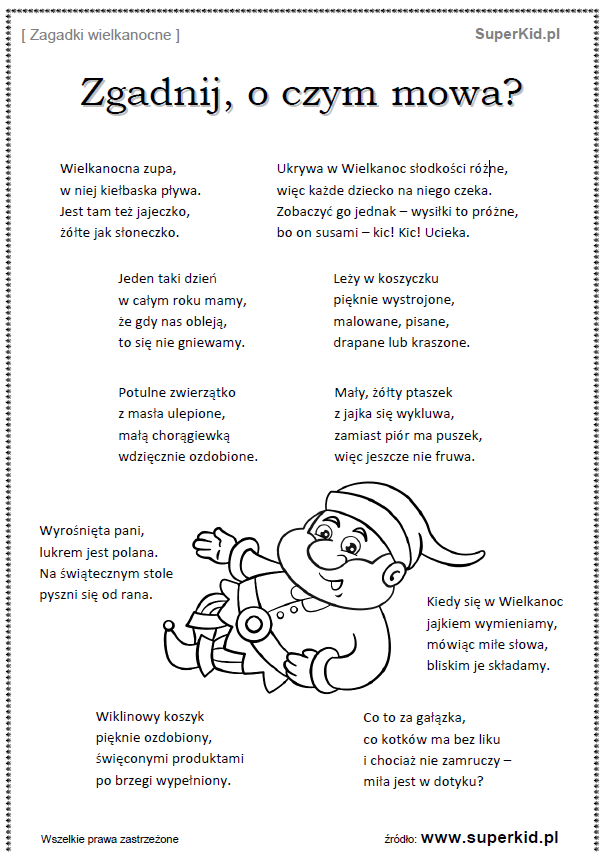 [ Zagadki wielkanocne ]
SuperKid.pl
Zgadnij, o czym mowa?
Wielkanocna zupa,
w niej kiełbaska pływa.
Jest tam też jajeczko,
żółte jak słoneczko.
Ukrywa w Wielkanoc słodkości różne,
więc każde dziecko na niego czeka.
Zobaczyć go jednak – wysiłki to próżne,
bo on susami – kic! Kic! Ucieka.
Jeden taki dzień
w całym roku mamy,
że gdy nas obleją,
to się nie gniewamy.
Leży w koszyczku
pięknie wystrojone,
malowane, pisane,
drapane lub kraszone.
Potulne zwierzątko
z masła ulepione,
małą chorągiewką
wdzięcznie ozdobione.
Mały, żółty ptaszek
z jajka się wykluwa,
zamiast piór ma puszek,
więc jeszcze nie fruwa.
Wyrośnięta pani,
lukrem jest polana.
Na świątecznym stole
pyszni się od rana.
Kiedy się w Wielkanoc
jajkiem wymieniamy,
mówiąc miłe słowa,
bliskim je składamy.
Wiklinowy koszyk
pięknie ozdobiony,
święconymi produktami
po brzegi wypełniony.
Co to za gałązka,
co kotków ma bez liku
i chociaż nie zamruczy –
miła jest w dotyku?
Wszelkie prawa zastrzeżone
źródło: www.superkid.pl